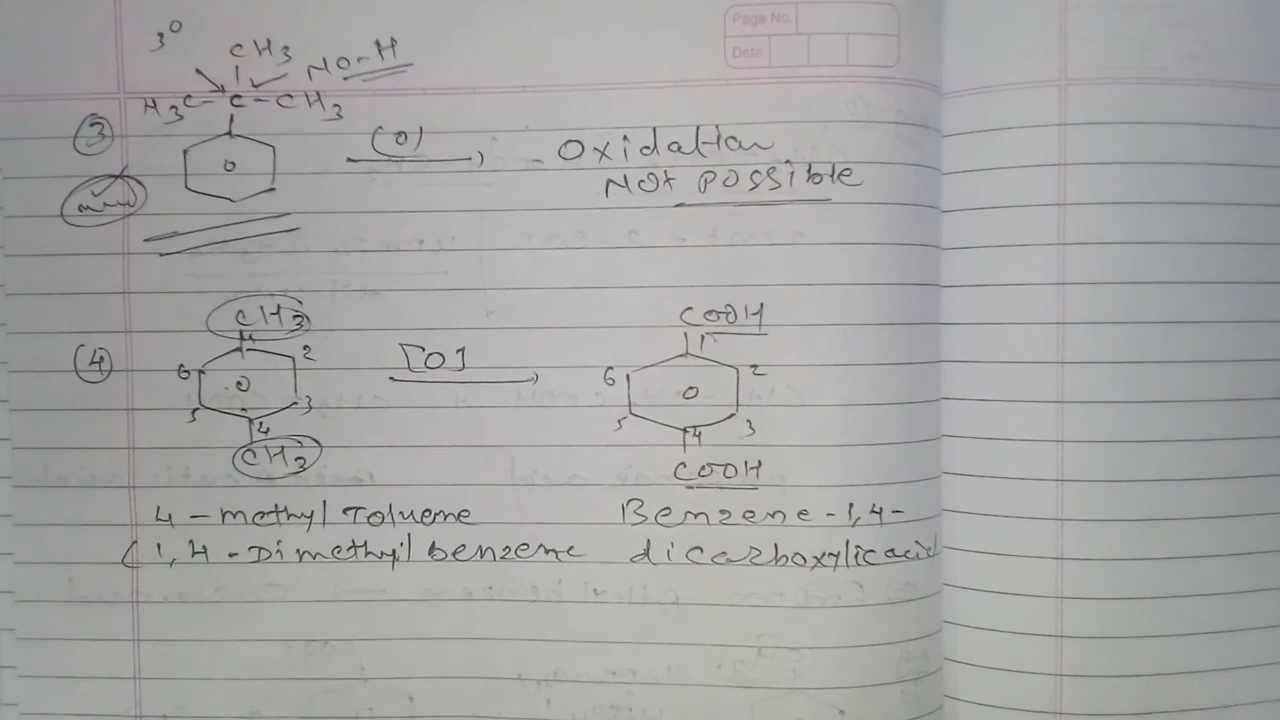 Page No.
Date
3°
CH3
NO-H
H3C-C-CH3
③
(O)
- Oxidation
Not possible
④
CH3
COOH
1
1
6
2
[O]
6
2
5
3
5
3
4
4
CH3
COOH
4-methyl Toluene
Benzene-1,4-
(1,4-Dimethyl benzene
dicarboxylic acid